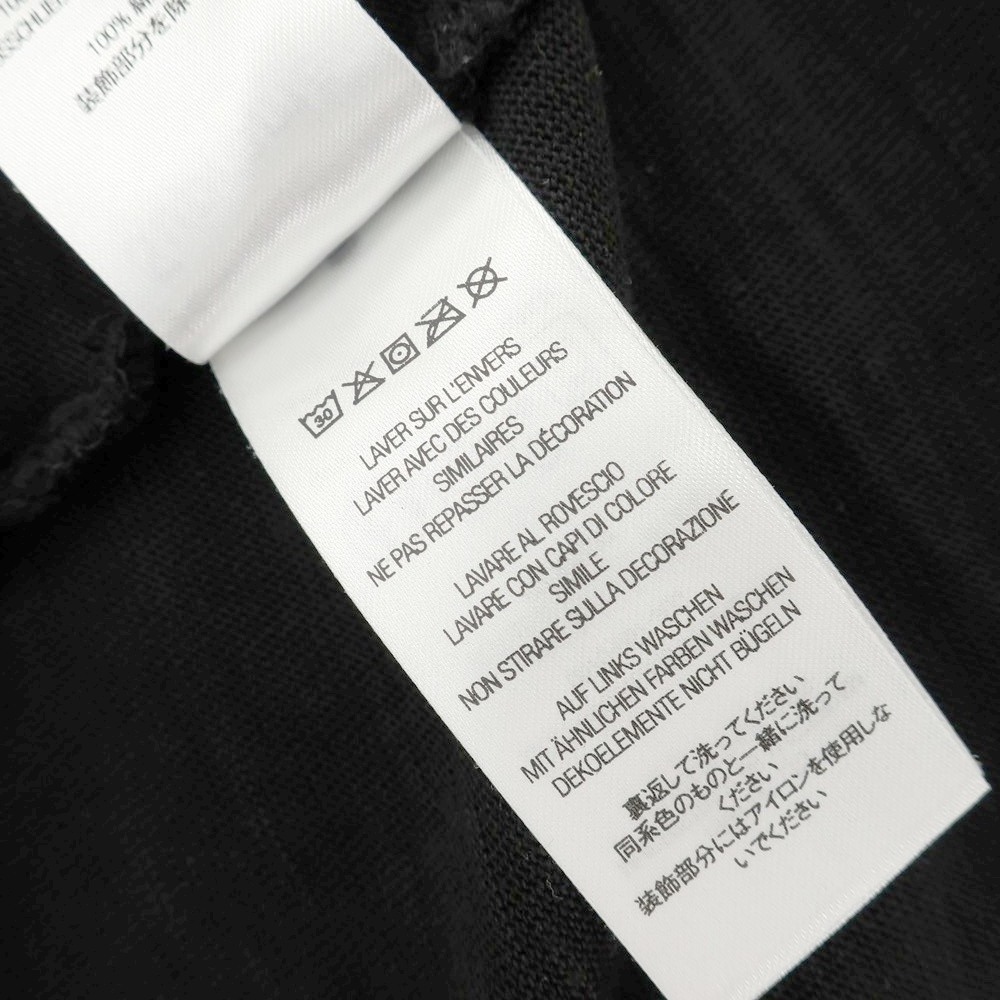 100%
装飾部分を除
30
LAVER SUR L'ENVERS
LAVER AVEC DES COULEURS
SIMILAIRES
NE PAS REPASSER LA DÉCORATION
LAVARE AL ROVESCIO
LAVARE CON CAPI DI COLORE
SIMILE
NON STIRARE SULLA DECORAZIONE
AUF LINKS WASCHEN
MIT ÄHNLICHEN FARBEN WASCHEN
DEKOELEMENTE NICHT BÜGELN
裏返して洗ってください
同系色のものと一緒に洗って
ください
装飾部分にはアイロンを使用しな
いでください